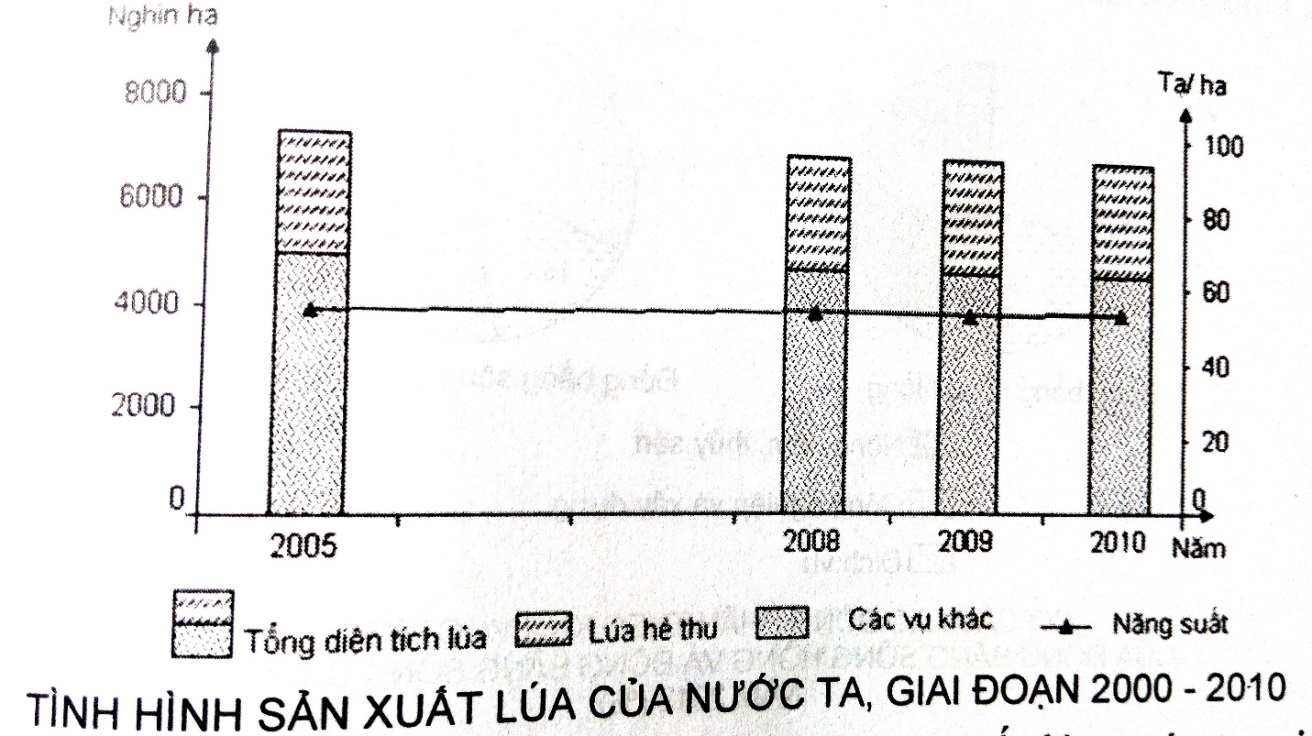 Nghìn ha
8000
6000
4000
2000
0
Tạ/ ha
100
80
60
40
20
0
2005
2008
2009
2010
Năm
Tổng diện tích lúa
Lúa hè thu
Các vụ khác
Năng suất
TÌNH HÌNH SẢN XUẤT LÚA CỦA NƯỚC TA, GIAI ĐOẠN 2000 - 2010